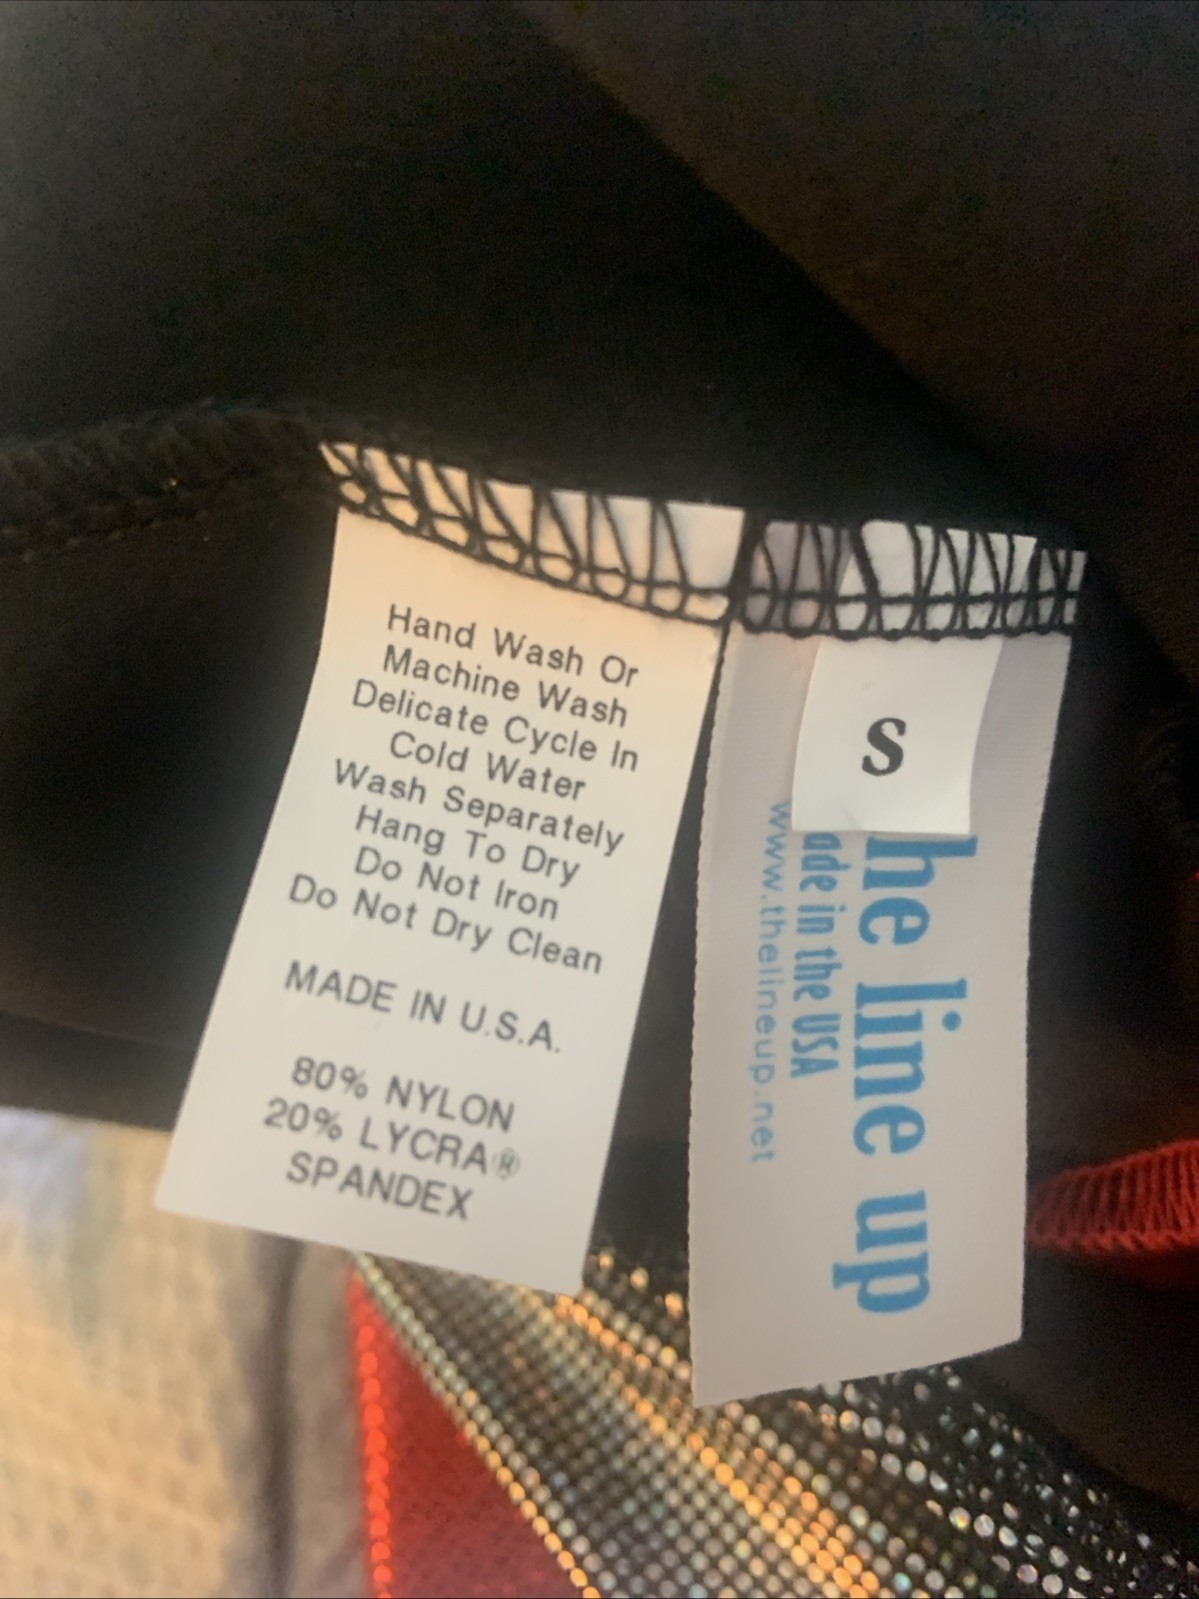 Hand Wash Or
Machine Wash
Delicate Cycle In
Cold Water
Wash Separately
Hang To Dry
Do Not Iron
Do Not Dry Clean
MADE IN U.S.A.
80% NYLON
20% LYCRA®
SPANDEX
S
he line up
ade in the USA
www.thelineup.net